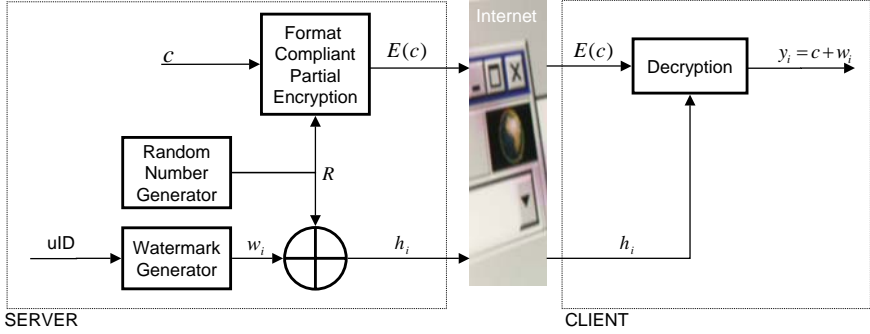 Internet
Format
Compliant
Partial
Encryption
c
E(c)
E(c)
Decryption
y_i = c + w_i
Random
Number
Generator
R
uID
Watermark
Generator
w_i
h_i
h_i
SERVER
CLIENT